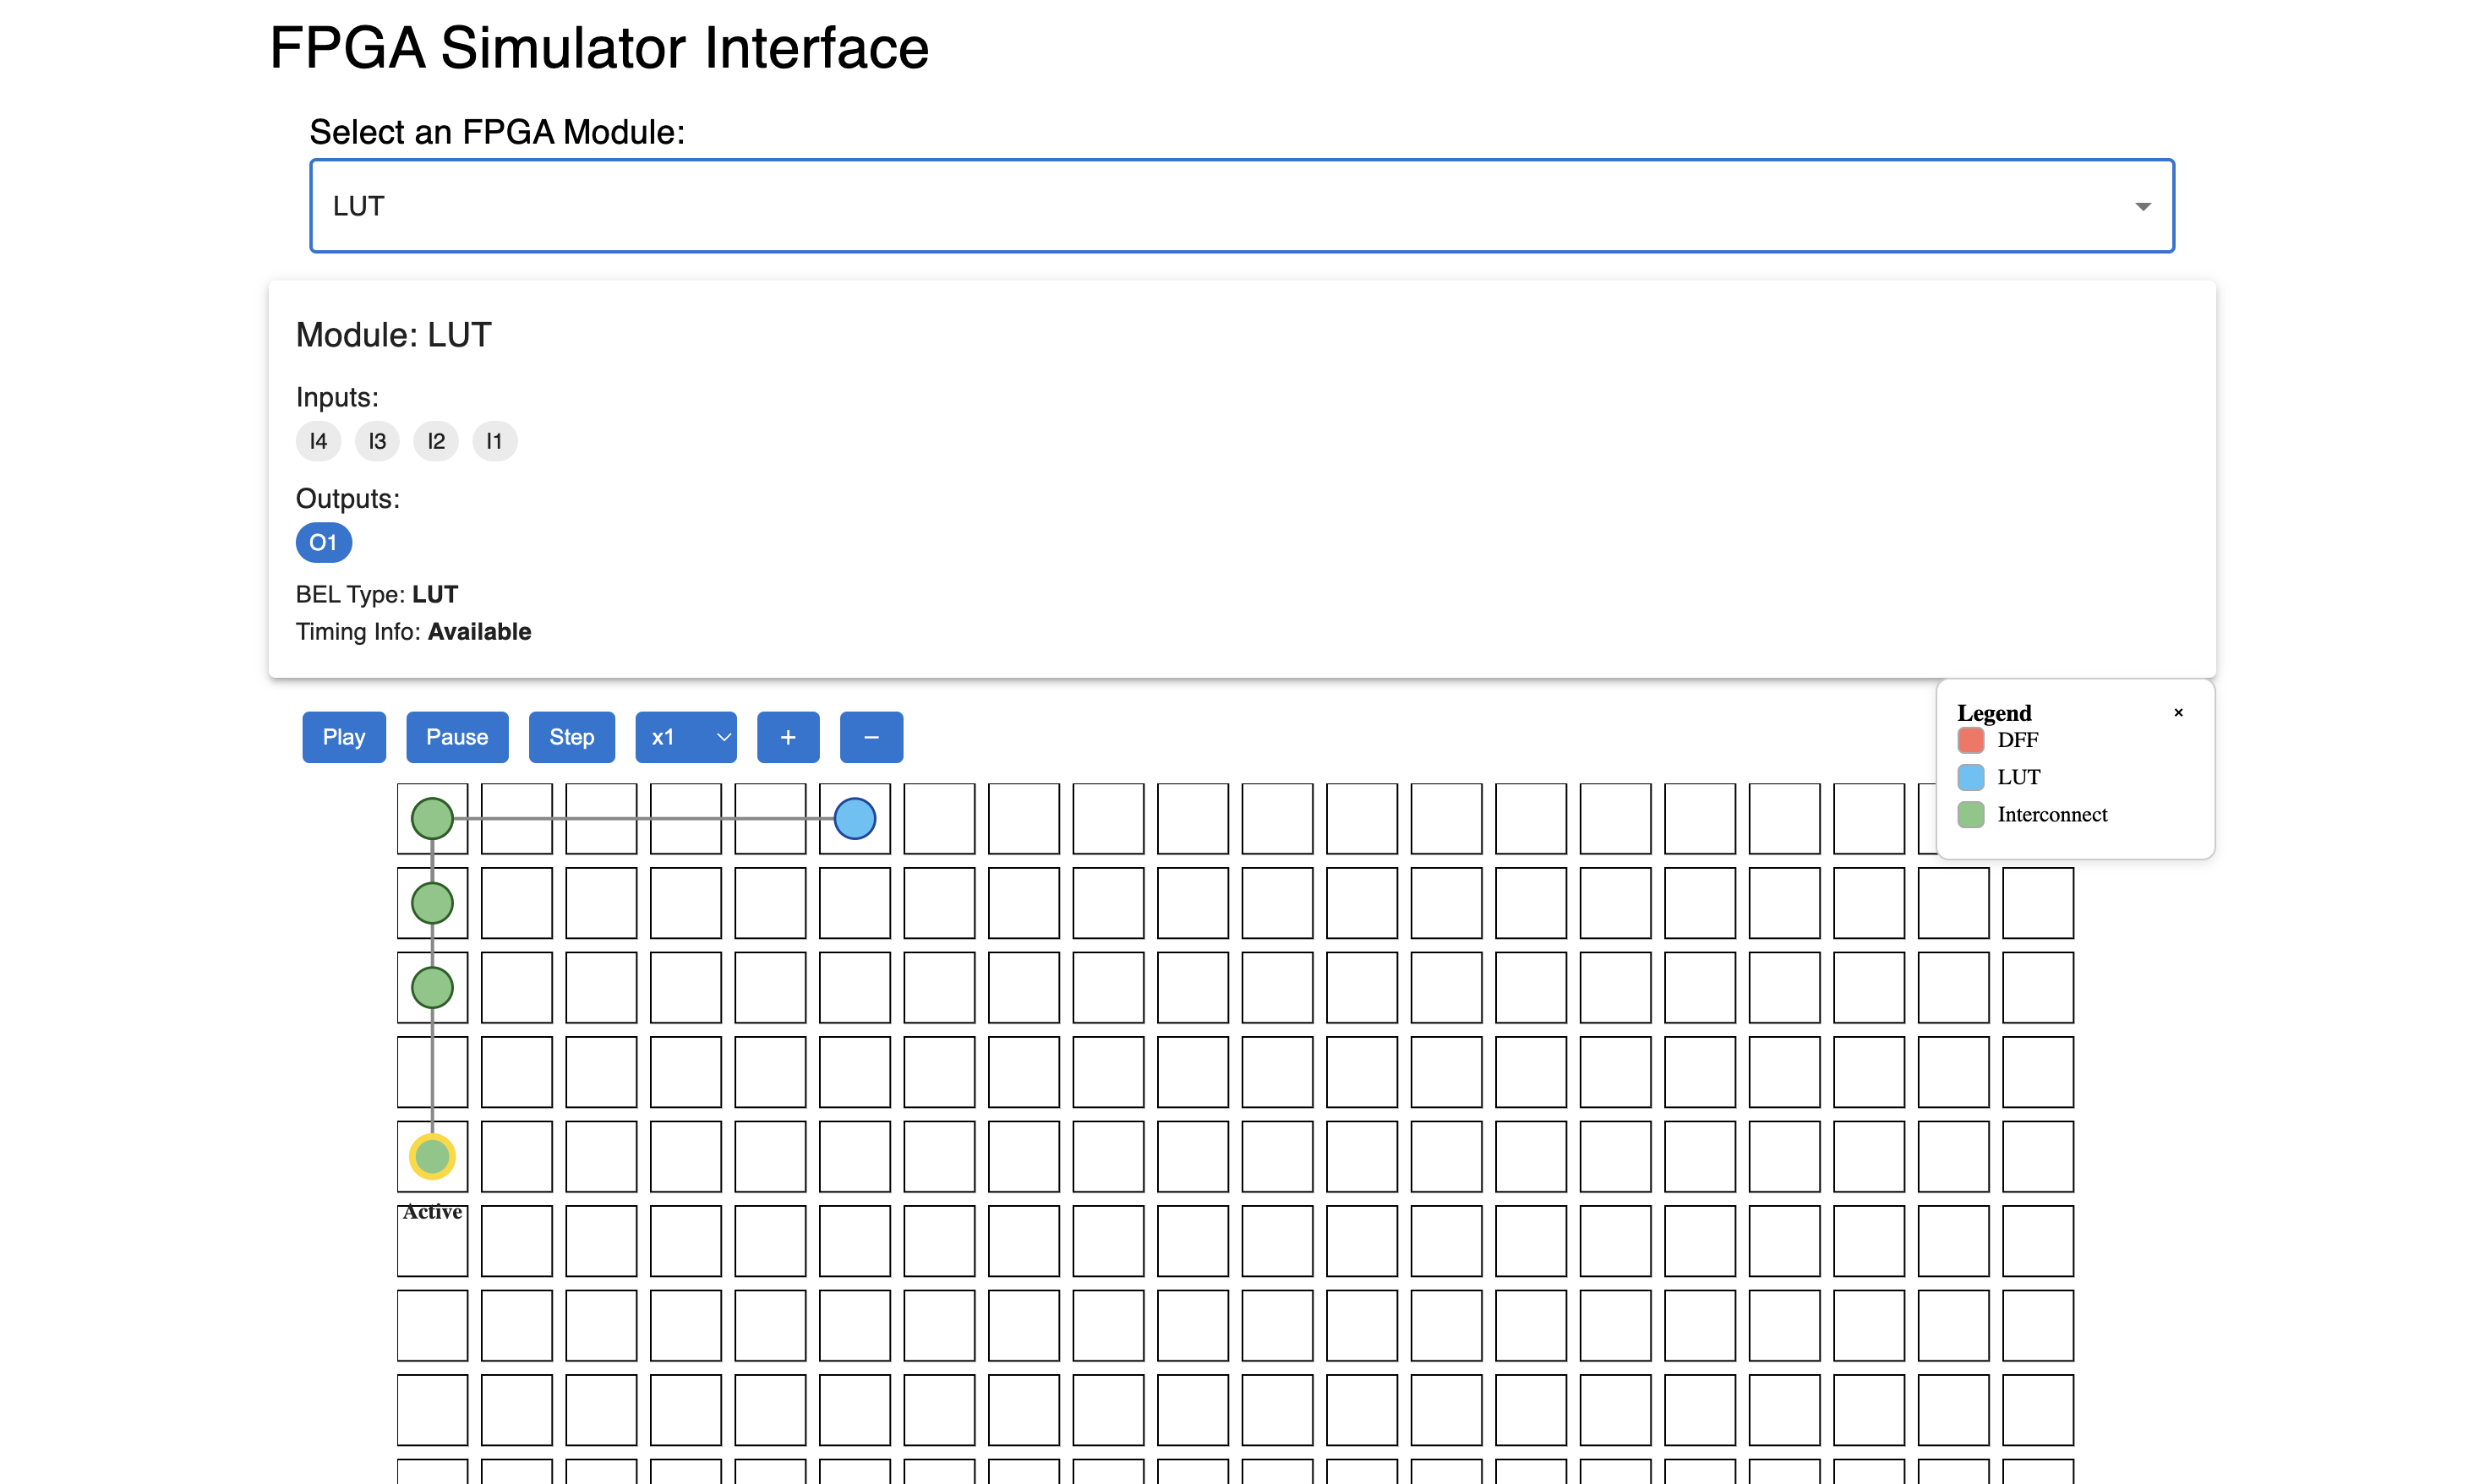 FPGA Simulator Interface
Select an FPGA Module:
LUT
Module: LUT
Inputs:
I4 I3 I2 I1
Outputs:
O1
BEL Type: LUT
Timing Info: Available
Play Pause Step x1 + −
Legend ×
DFF
LUT
Interconnect
Active